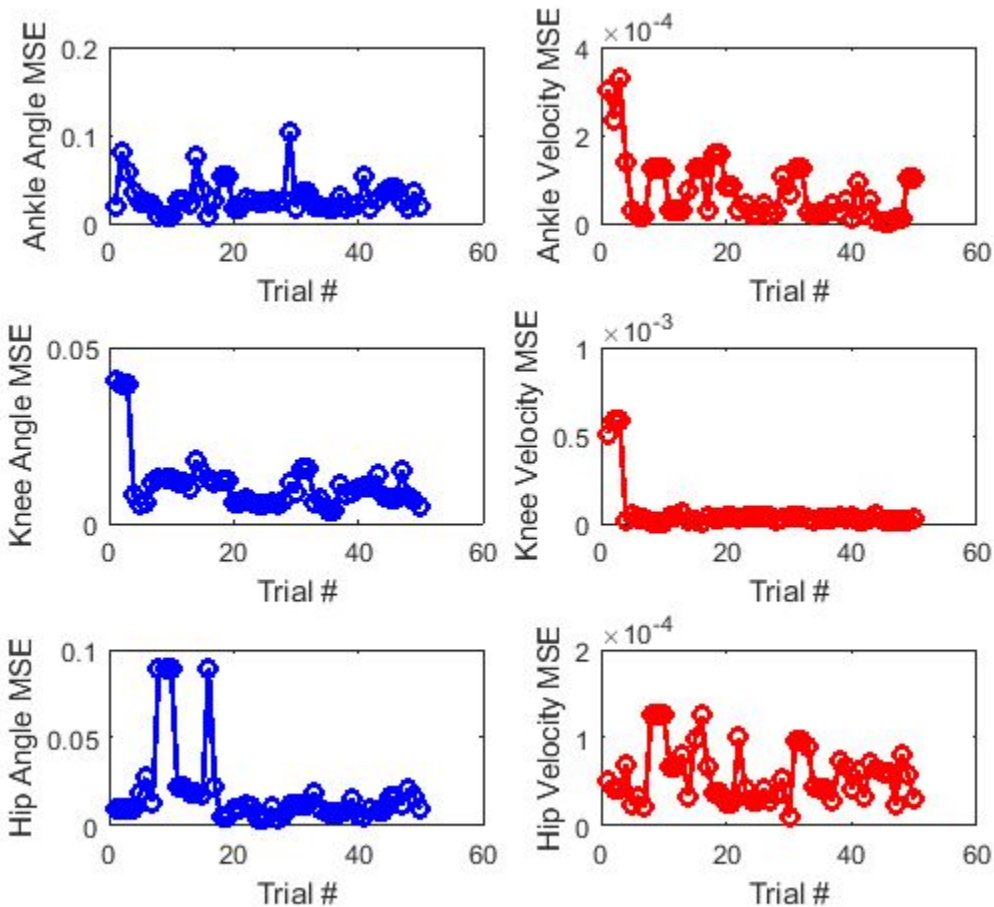 Ankle Angle MSE
0.2
0.1
0
0 20 40 60
Trial #
Ankle Velocity MSE
× 10-4
4
2
0
0 20 40 60
Trial #
Knee Angle MSE
0.05
0
0 20 40 60
Trial #
Knee Velocity MSE
× 10-3
1
0.5
0
0 20 40 60
Trial #
Hip Angle MSE
0.1
0.05
0
0 20 40 60
Trial #
Hip Velocity MSE
× 10-4
2
1
0
0 20 40 60
Trial #